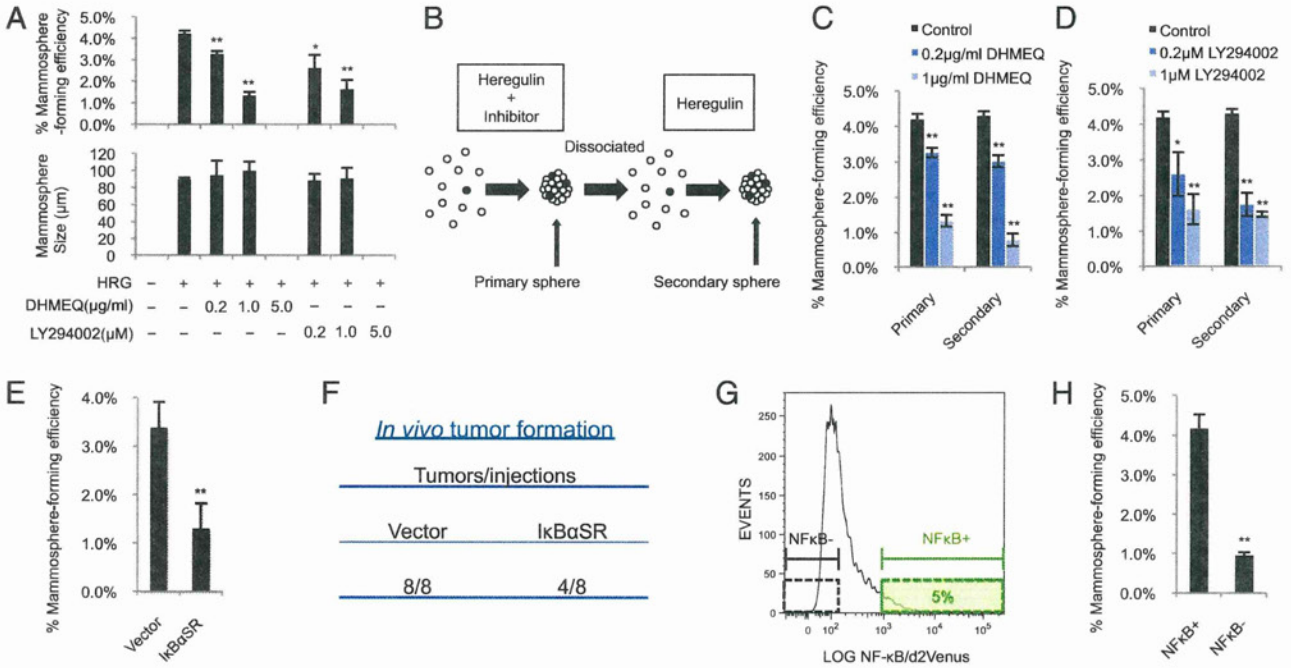 A
% Mammosphere
-forming efficiency
5.0%
4.0%
3.0%
2.0%
1.0%
0.0%
**
**
*
**
Mammosphere
Size (μm)
120
100
80
60
40
20
0
HRG
– + + + + + + +
DHMEQ(μg/ml)
– – 0.2 1.0 5.0 – – –
LY294002(μM)
– – – – – 0.2 1.0 5.0
B
Heregulin
+
Inhibitor
Heregulin
Dissociated
Primary sphere
Secondary sphere
C
Control
0.2μg/ml DHMEQ
1μg/ml DHMEQ
% Mammosphere-forming efficiency
5.0%
4.0%
3.0%
2.0%
1.0%
0.0%
**
**
**
**
Primary
Secondary
D
Control
0.2μM LY294002
1μM LY294002
% Mammosphere-forming efficiency
5.0%
4.0%
3.0%
2.0%
1.0%
0.0%
*
**
**
**
Primary
Secondary
E
% Mammosphere-forming efficiency
4.0%
3.0%
2.0%
1.0%
0.0%
**
Vector
IκBαSR
F
In vivo tumor formation
Tumors/injections
Vector IκBαSR
8/8 4/8
G
EVENTS
250
200
150
100
50
0
NFκB-
NFκB+
5%
0 10² 10³ 10⁴ 10⁵
LOG NF-κB/d2Venus
H
% Mammosphere-forming efficiency
5.0%
4.0%
3.0%
2.0%
1.0%
0.0%
**
NFκB+
NFκB-